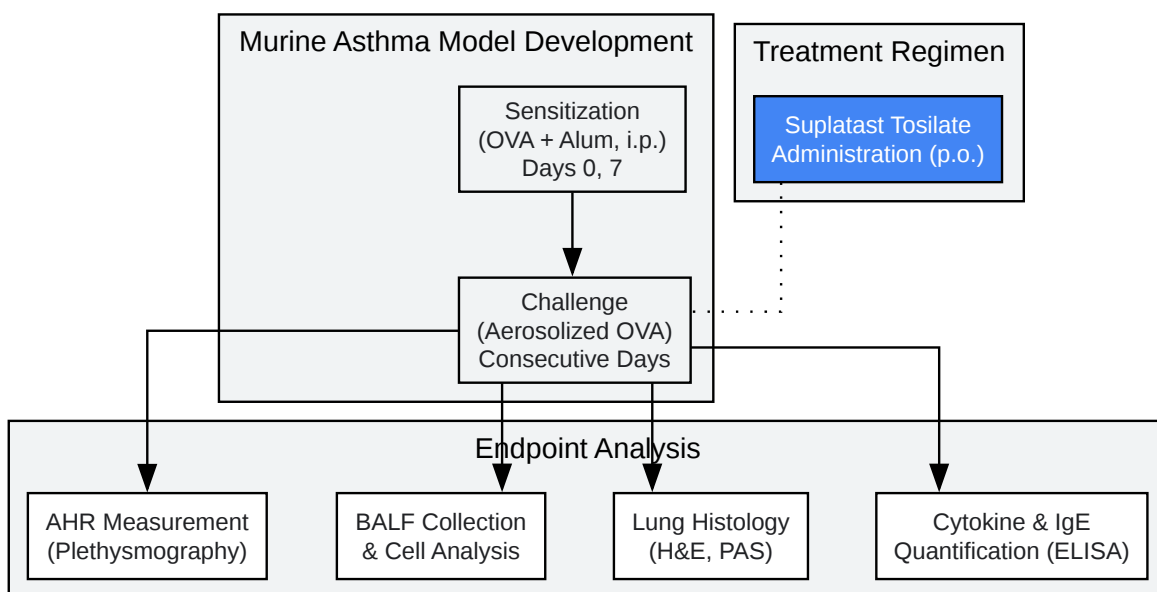 Murine Asthma Model Development
Sensitization
(OVA + Alum, i.p.)
Days 0, 7
Challenge
(Aerosolized OVA)
Consecutive Days
Treatment Regimen
Suplatast Tosilate
Administration (p.o.)
Endpoint Analysis
AHR Measurement
(Plethysmography)
BALF Collection
& Cell Analysis
Lung Histology
(H&E, PAS)
Cytokine & IgE
Quantification (ELISA)